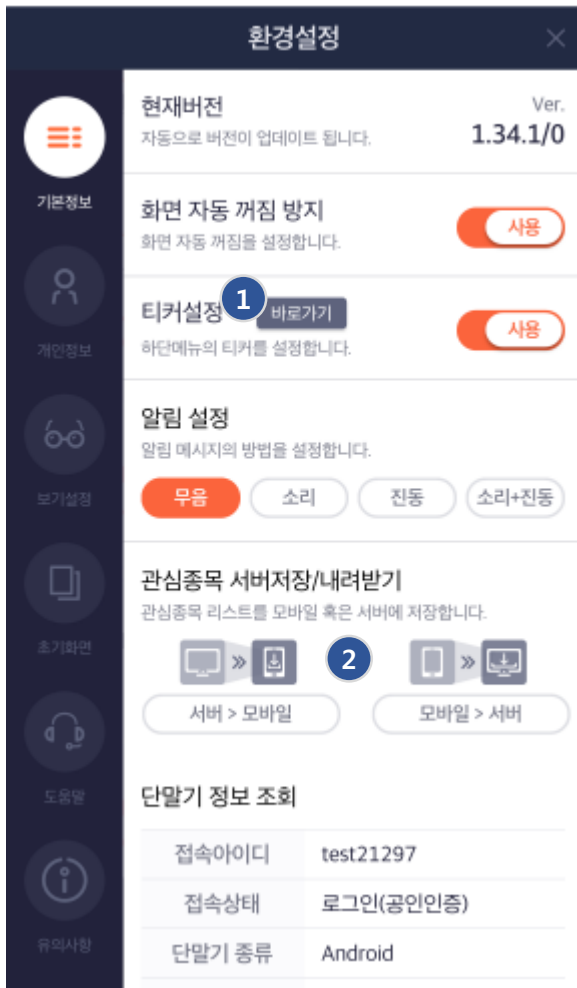 환경설정
기본정보
개인정보
보기설정
초기화면
도움말
유의사항
현재버전
Ver.
자동으로 버전이 업데이트 됩니다.
1.34.1/0
화면 자동 꺼짐 방지
화면 자동 꺼짐을 설정합니다.
사용
티커설정
1
바로가기
하단메뉴의 티커를 설정합니다.
사용
알림 설정
알림 메시지의 방법을 설정합니다.
무음
소리
진동
소리+진동
관심종목 서버저장/내려받기
관심종목 리스트를 모바일 혹은 서버에 저장합니다.
2
서버 > 모바일
모바일 > 서버
단말기 정보 조회
접속아이디 test21297
접속상태 로그인(공인인증)
단말기 종류 Android